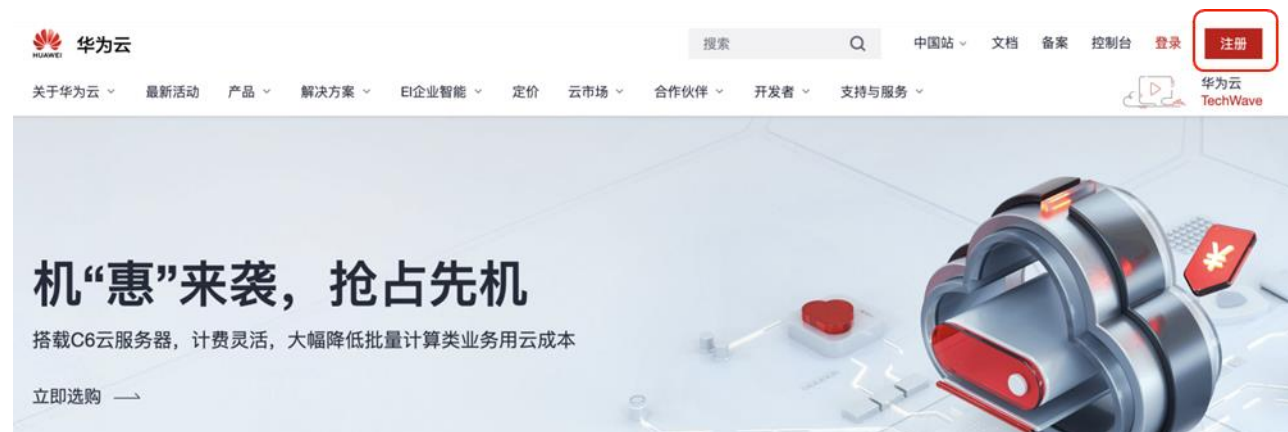 HUAWEI 华为云 搜索 中国站 文档 备案 控制台 登录 注册
关于华为云 最新活动 产品 解决方案 EI企业智能 定价 云市场 合作伙伴 开发者 支持与服务 华为云
TechWave
机“惠”来袭，抢占先机
搭载C6云服务器，计费灵活，大幅降低批量计算类业务用云成本
立即选购
¥